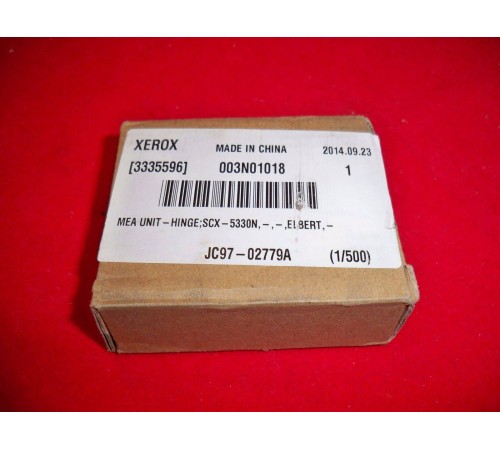 XEROX MADE IN CHINA 2014.09.23
[3335596] 003N01018 1
MEA UNIT-HINGE;SCX-5330N,-,-,ELBERT,-
JC97-02779A (1/500)